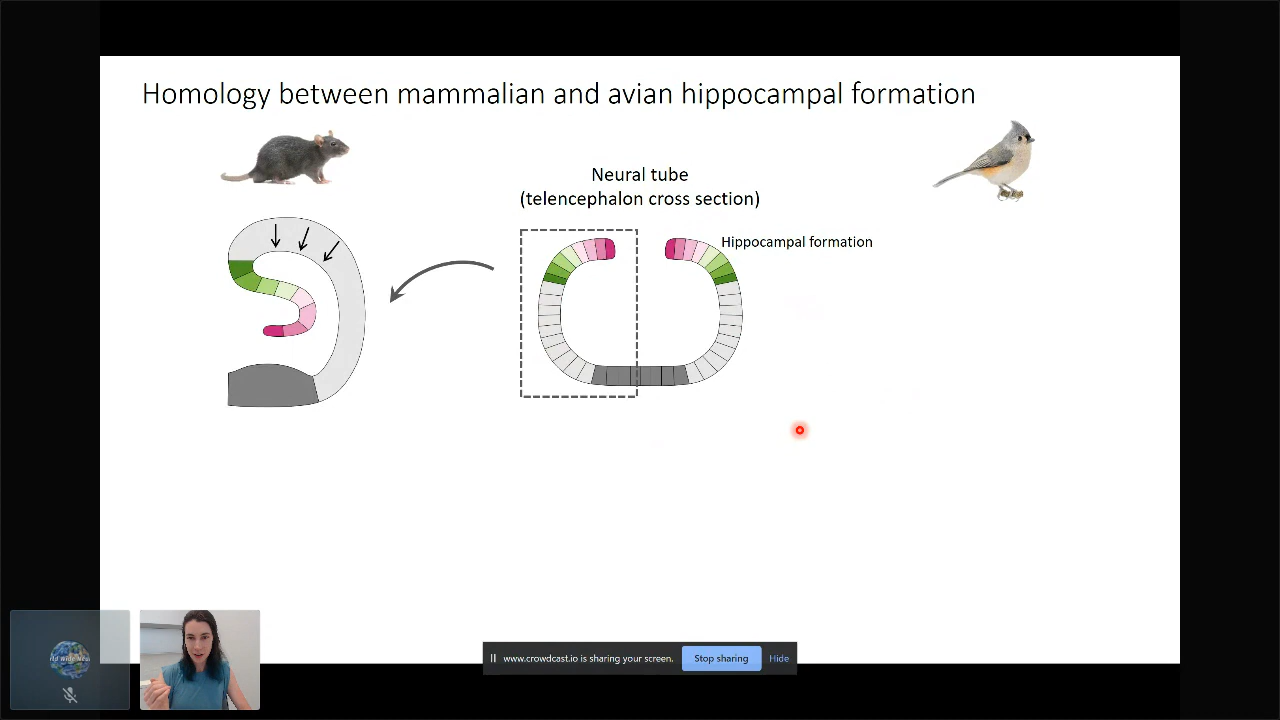 Homology between mammalian and avian hippocampal formation
Neural tube
(telencephalon cross section)
Hippocampal formation
www.crowdcast.io is sharing your screen.
Stop sharing
Hide